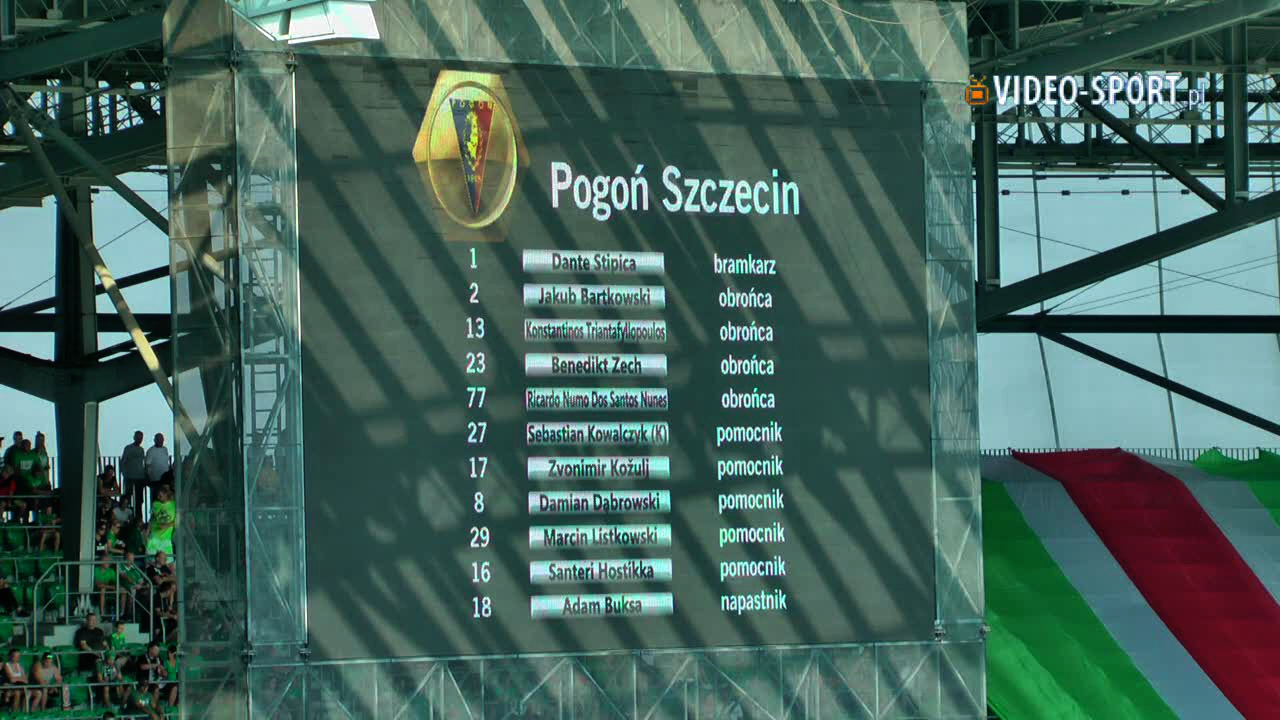 VIDEO-SPORT.pl
POGOŃ
Pogoń Szczecin
1 Dante Stipica bramkarz
2 Jakub Bartkowski obrońca
13 Konstantinos Triantafyllopoulos obrońca
23 Benedikt Zech obrońca
77 Ricardo Numo Dos Santos Nunes obrońca
27 Sebastian Kowalczyk (K) pomocnik
17 Zvonimir Kožulj pomocnik
8 Damian Dąbrowski pomocnik
29 Marcin Listkowski pomocnik
16 Santeri Hostikka pomocnik
18 Adam Buksa napastnik